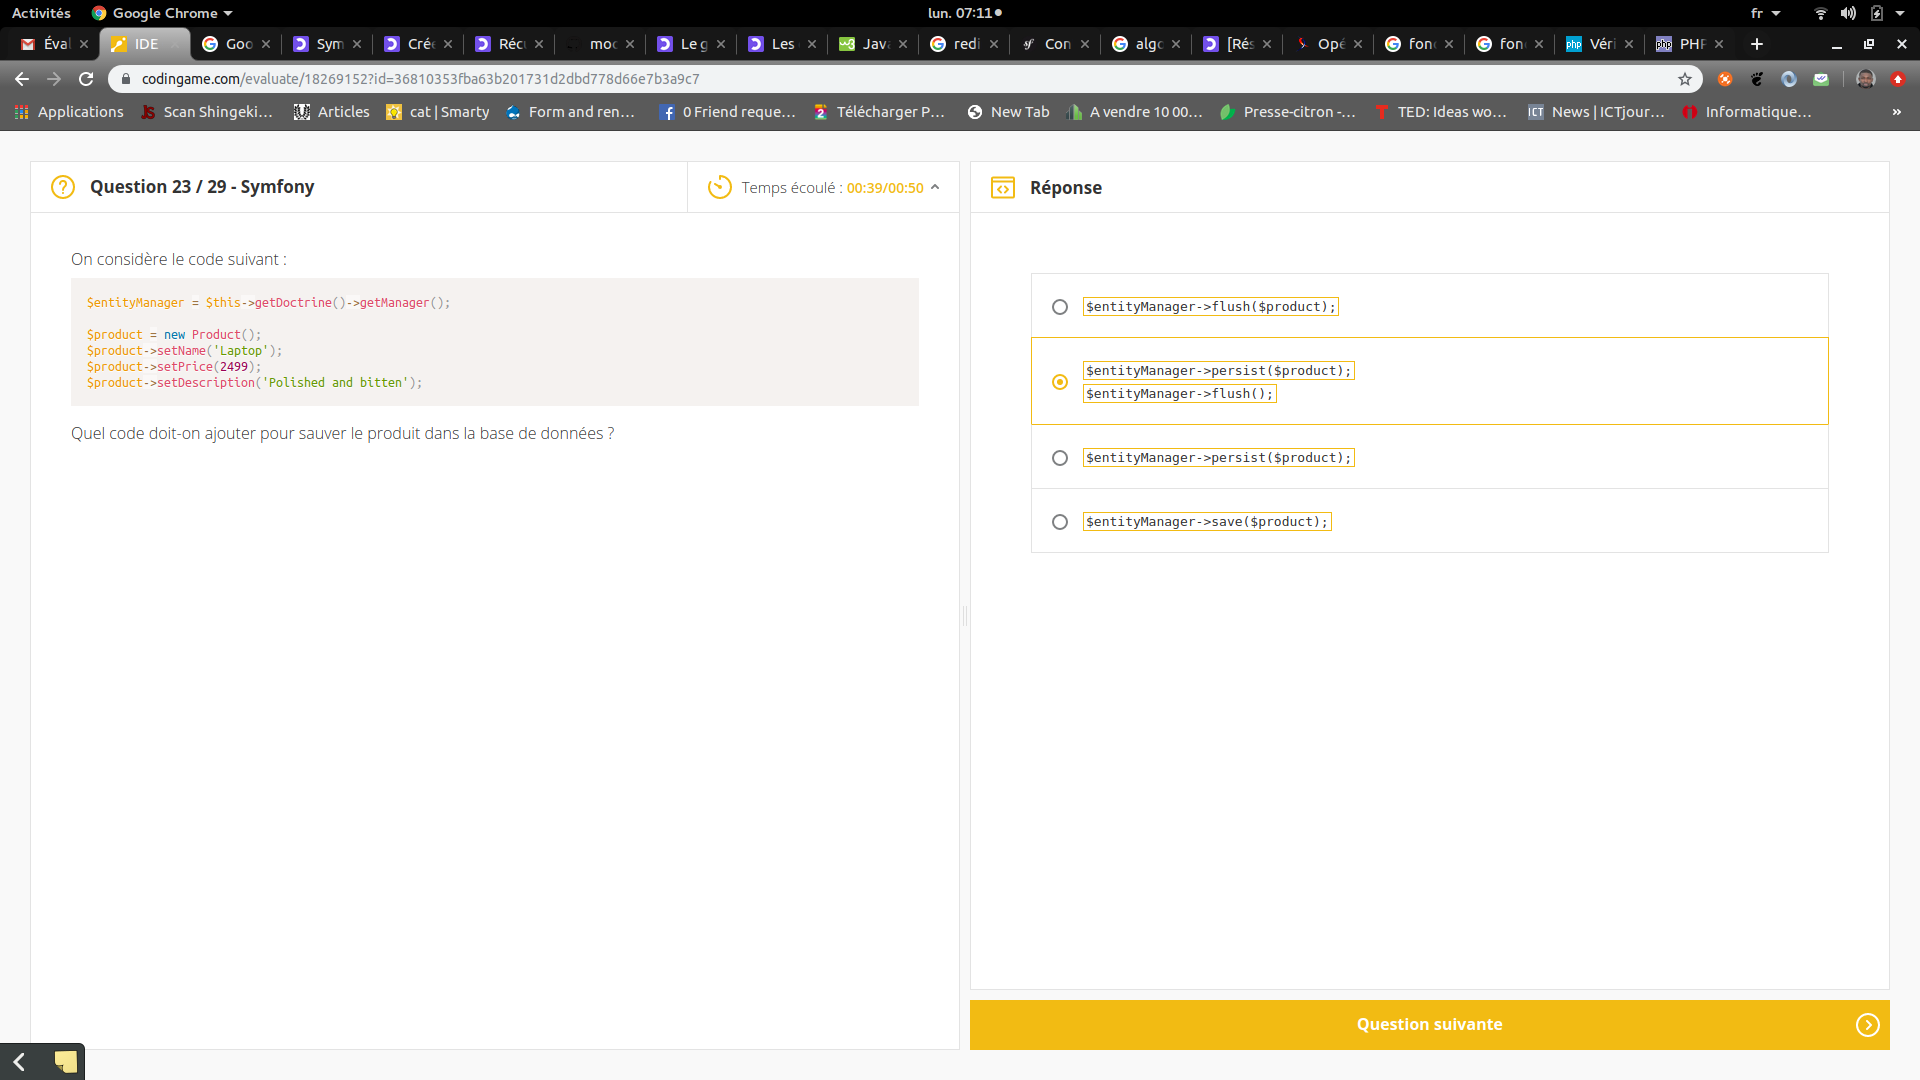 Activités
Google Chrome
lun. 07:11
fr
Éval
IDE
Goo
Sym
Crée
Récu
moc
Le g
Les
Java
redi
Con
algo
[Rés
Opé
fon
fon
Véri
PHP
codingame.com/evaluate/18269152?id=36810353fba63b201731d2dbd778d66e7b3a9c7
Applications
Scan Shingeki...
Articles
cat | Smarty
Form and ren...
0 Friend reque...
Télécharger P...
New Tab
A vendre 10 00...
Presse-citron -...
TED: Ideas wo...
News | ICTjour...
Informatique...
»
Question 23 / 29 - Symfony
Temps écoulé : 00:39/00:50
On considère le code suivant :
$entityManager = $this->getDoctrine()->getManager();
$product = new Product();
$product->setName('Laptop');
$product->setPrice(2499);
$product->setDescription('Polished and bitten');
Quel code doit-on ajouter pour sauver le produit dans la base de données ?
Réponse
$entityManager->flush($product);
$entityManager->persist($product);
$entityManager->flush();
$entityManager->persist($product);
$entityManager->save($product);
Question suivante